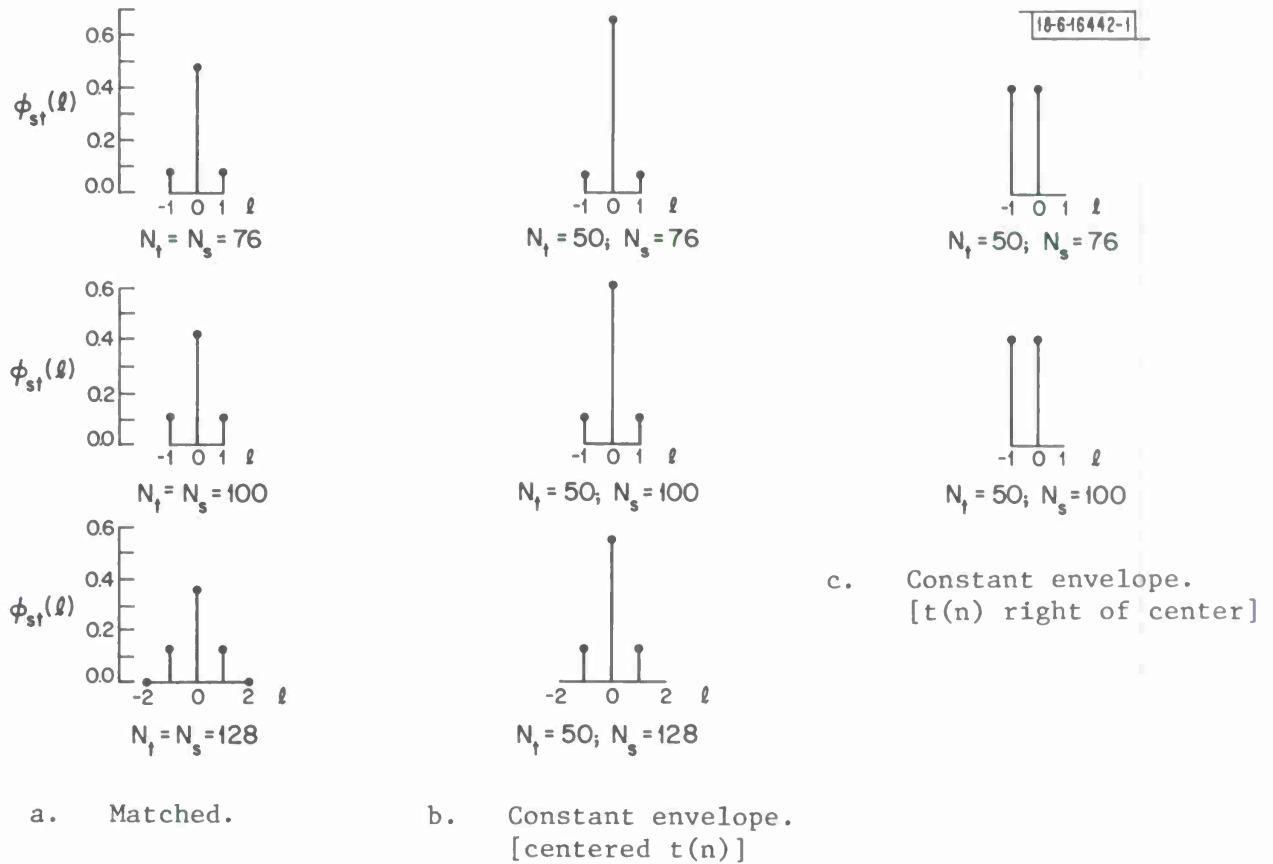 18-6-16442-1
0.6
0.4
ϕst(ℓ)
0.2
0.0
-1 0 1 ℓ
Nt = Ns = 76
-1 0 1 ℓ
Nt = 50; Ns = 76
-1 0 1 ℓ
Nt = 50; Ns = 76
0.6
0.4
ϕst(ℓ)
0.2
0.0
-1 0 1 ℓ
Nt = Ns = 100
-1 0 1 ℓ
Nt = 50; Ns = 100
-1 0 1 ℓ
Nt = 50; Ns = 100
0.6
0.4
ϕst(ℓ)
0.2
0.0
-2 0 2 ℓ
Nt = Ns = 128
-2 0 2 ℓ
Nt = 50; Ns = 128
c. Constant envelope.
[t(n) right of center]
a. Matched.
b. Constant envelope.
[centered t(n)]